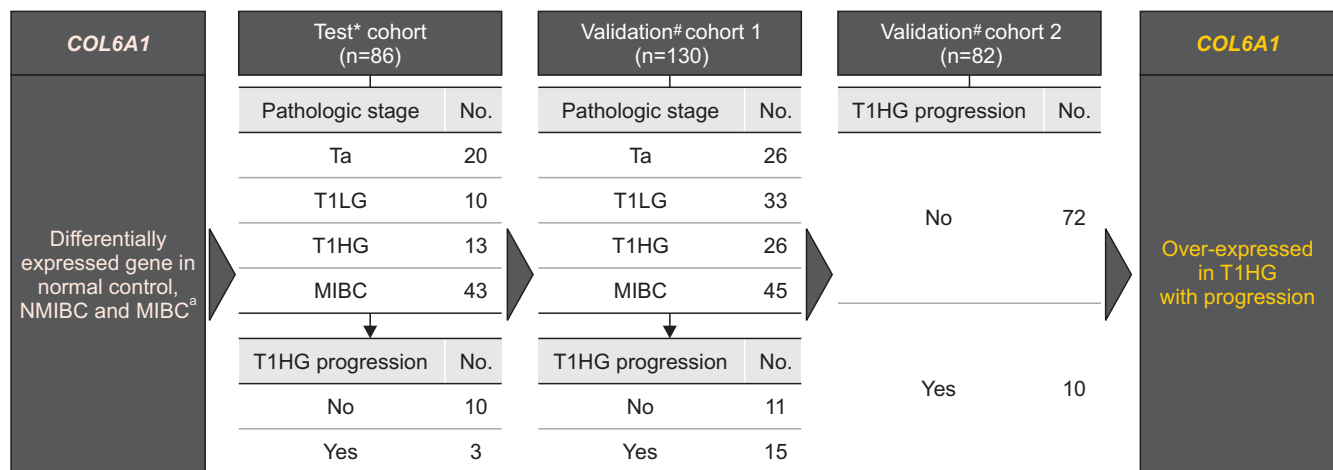 COL6A1
Differentially
expressed gene in
normal control,
NMIBC and MIBCa
Test* cohort
(n=86)
Pathologic stage No.
Ta 20
T1LG 10
T1HG 13
MIBC 43
T1HG progression No.
No 10
Yes 3
Validation# cohort 1
(n=130)
Pathologic stage No.
Ta 26
T1LG 33
T1HG 26
MIBC 45
T1HG progression No.
No 11
Yes 15
Validation# cohort 2
(n=82)
T1HG progression No.
No 72
Yes 10
COL6A1
Over-expressed
in T1HG
with progression